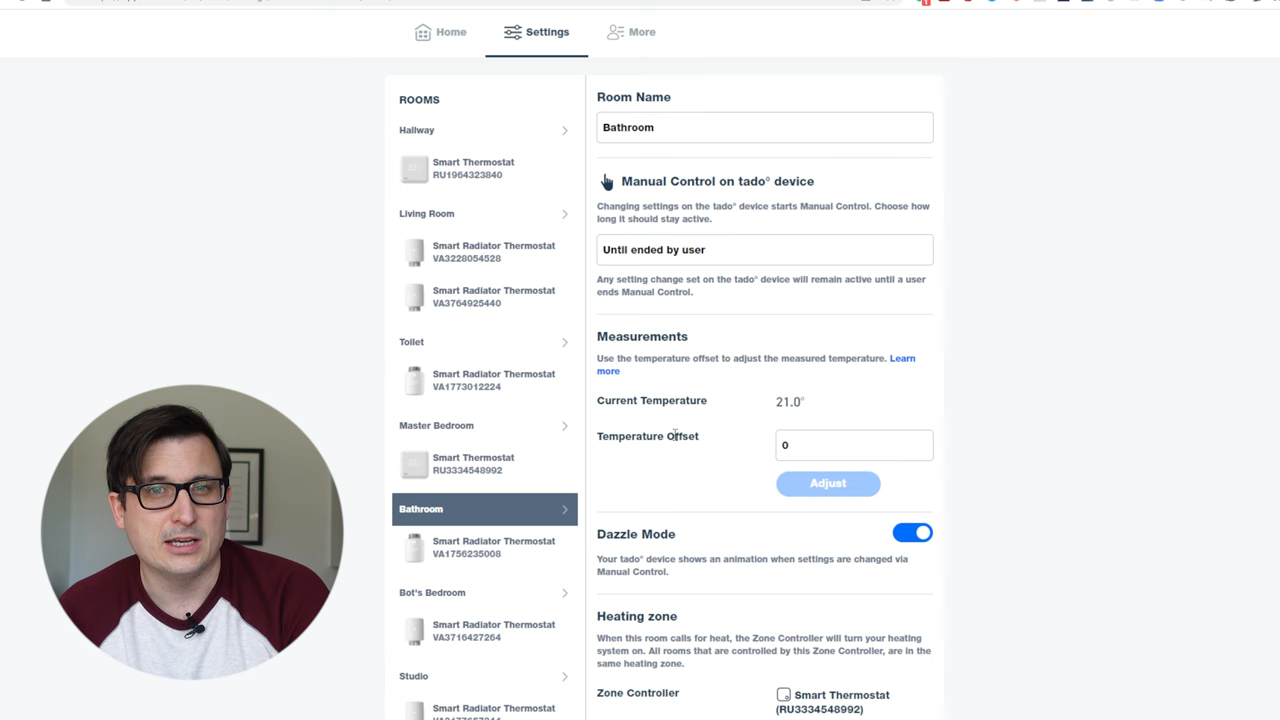 Home
Settings
More
ROOMS
Hallway
Smart Thermostat
RU1964323840
Living Room
Smart Radiator Thermostat
VA3228054528
Smart Radiator Thermostat
VA3764925440
Toilet
Smart Radiator Thermostat
VA1773012224
Master Bedroom
Smart Thermostat
RU3334548992
Bathroom
Smart Radiator Thermostat
VA1756235008
Bot's Bedroom
Smart Radiator Thermostat
VA3716427264
Studio
Smart Radiator Thermostat
Room Name
Bathroom
Manual Control on tado° device
Changing settings on the tado° device starts Manual Control. Choose how
long it should stay active.
Until ended by user
Any setting change set on the tado° device will remain active until a user
ends Manual Control.
Measurements
Use the temperature offset to adjust the measured temperature. Learn
more
Current Temperature
21.0°
Temperature Offset
0
Adjust
Dazzle Mode
Your tado° device shows an animation when settings are changed via
Manual Control.
Heating zone
When this room calls for heat, the Zone Controller will turn your heating
system on. All rooms that are controlled by this Zone Controller, are in the
same heating zone.
Zone Controller
Smart Thermostat
(RU3334548992)